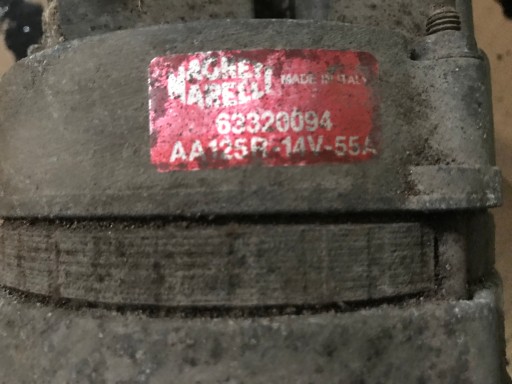 MAGNETI MADE IN ITALY
MARELLI
63320094
AA125R-14V-55A